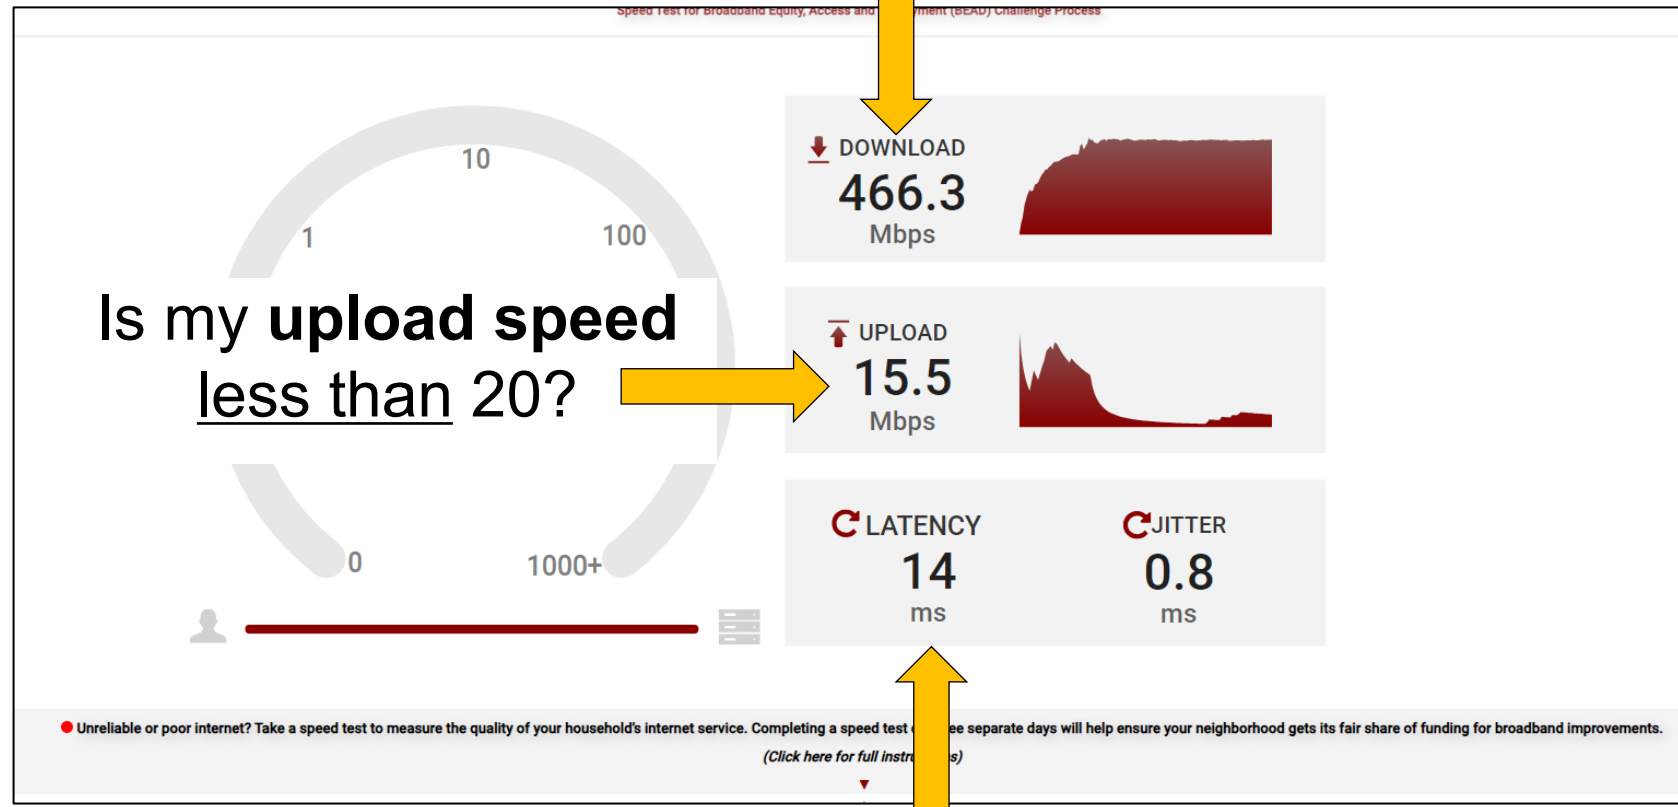 Speed Test for Broadband Equity, Access and yment (BEAD) Challenge Process
10
1
100
Is my upload speed
less than 20?
0
1000+
DOWNLOAD
466.3
Mbps
UPLOAD
15.5
Mbps
LATENCY
14
ms
JITTER
0.8
ms
Unreliable or poor internet? Take a speed test to measure the quality of your household's internet service. Completing a speed test ee separate days will help ensure your neighborhood gets its fair share of funding for broadband improvements.
(Click here for full instru s)